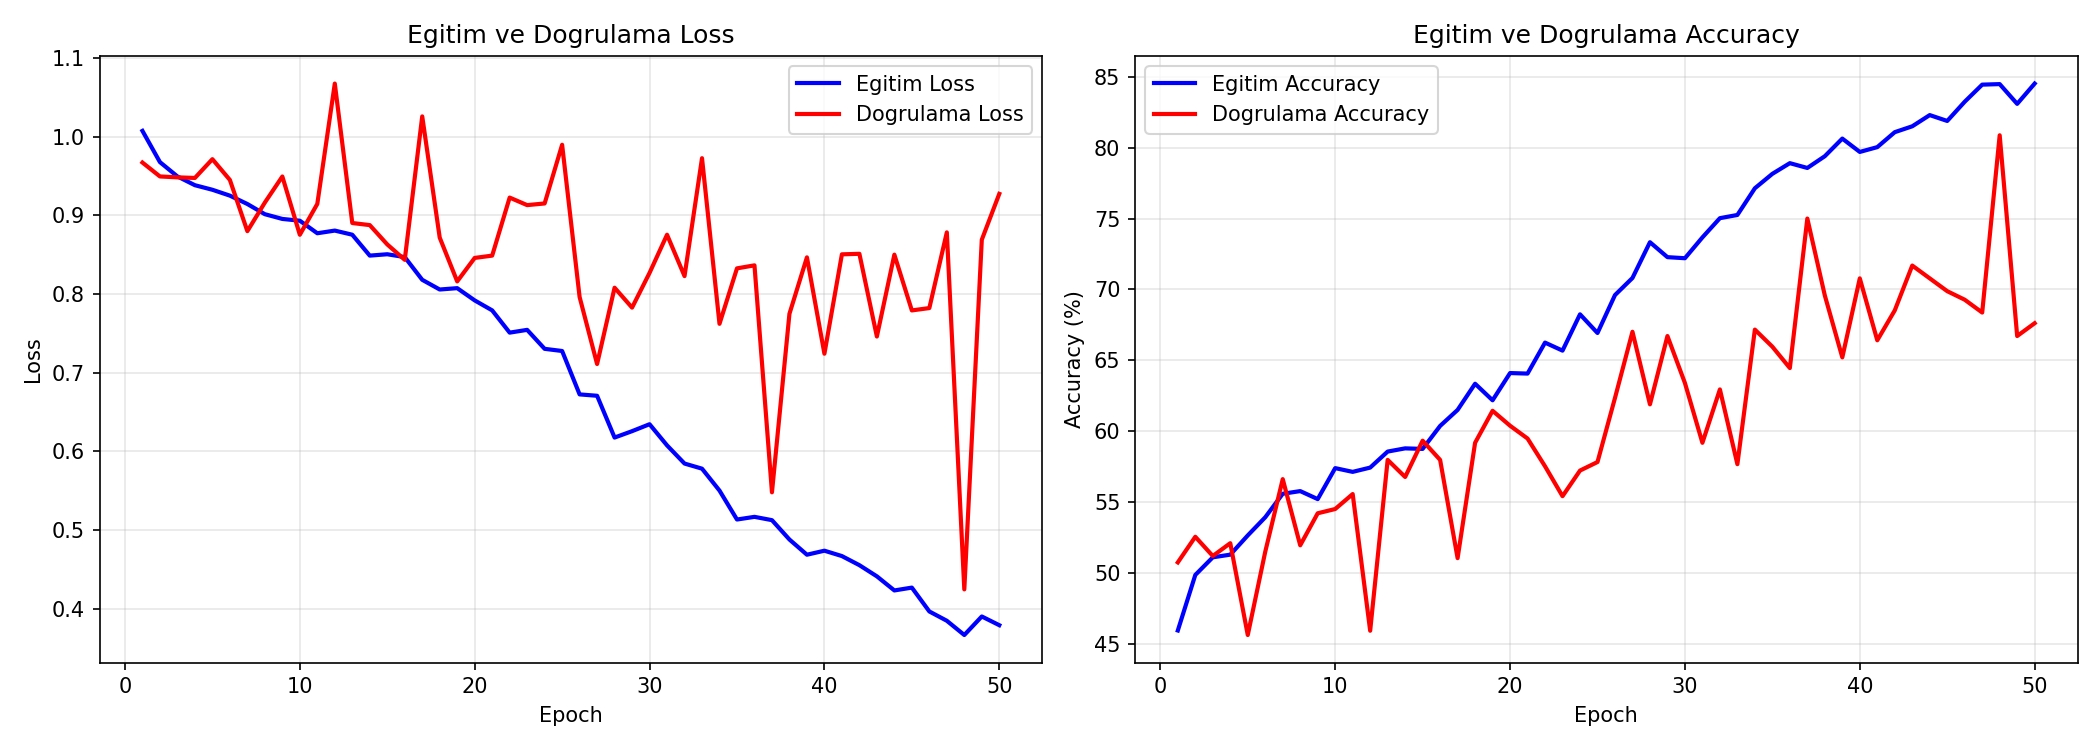 Egitim ve Dogrulama Loss
1.1
1.0
0.9
0.8
0.7
0.6
0.5
0.4
Loss
0
10
20
30
40
50
Epoch
Egitim Loss
Dogrulama Loss
Egitim ve Dogrulama Accuracy
85
80
75
70
65
60
55
50
45
Accuracy (%)
0
10
20
30
40
50
Epoch
Egitim Accuracy
Dogrulama Accuracy